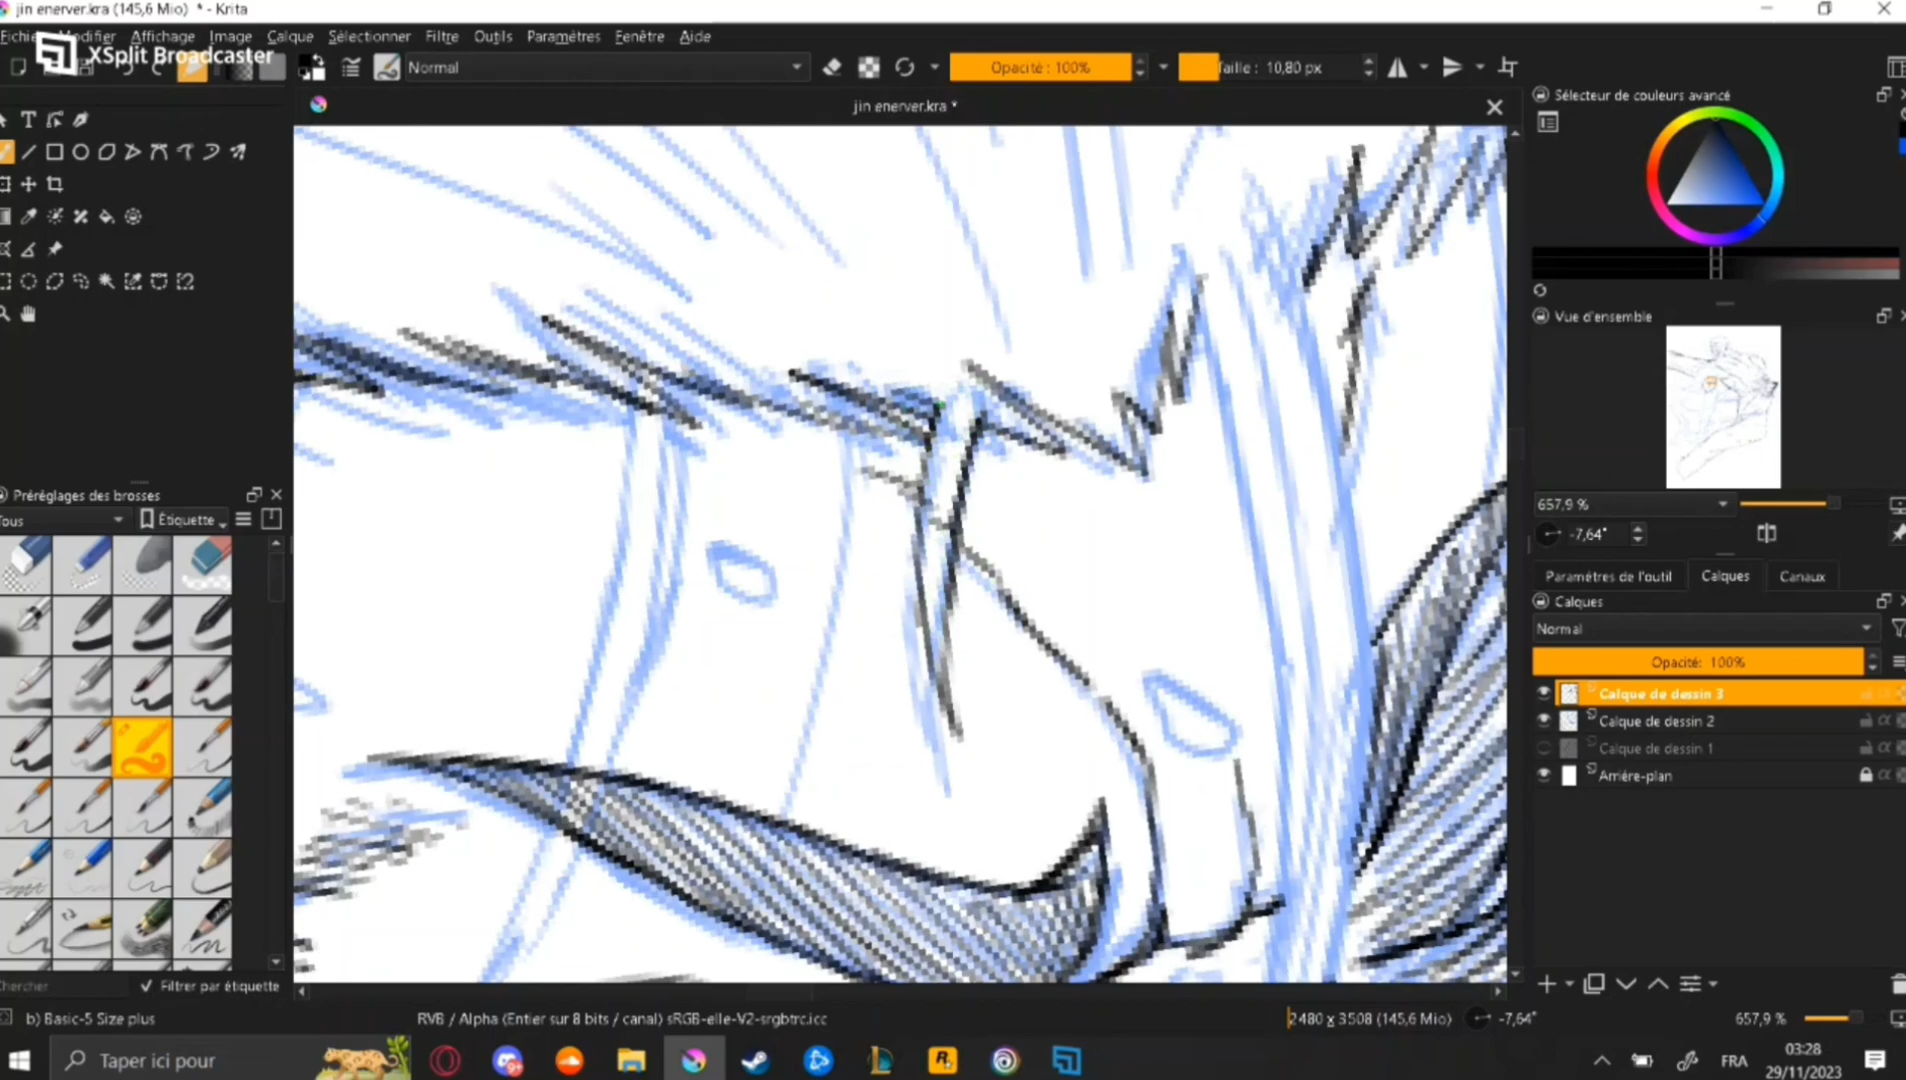 jin enerver.kra (145,6 Mio) * - Krita
Fichie Modifier Affichage Image Calque Sélectionner Filtre Outils Paramètres Fenêtre Aide
XSplit Broadcaster
Normal
Opacité : 100%
Taille : 10,80 px
jin enerver.kra *
T
Sélecteur de couleurs avancé
Vue d'ensemble
657,9 %
-7,64°
Préréglages des brosses
Tous
Étiquette
Paramètres de l'outil
Calques
Canaux
Calques
Normal
Opacité: 100%
Calque de dessin 3
Calque de dessin 2
Calque de dessin 1
Arrière-plan
Chercher
Filtrer par étiquette
b) Basic-5 Size plus
RVB / Alpha (Entier sur 8 bits / canal) sRGB-elle-V2-srgbtrc.icc
2480 x 3508 (145,6 Mio)
-7,64°
657,9 %
Taper ici pour
FRA
03:28
29/11/2023